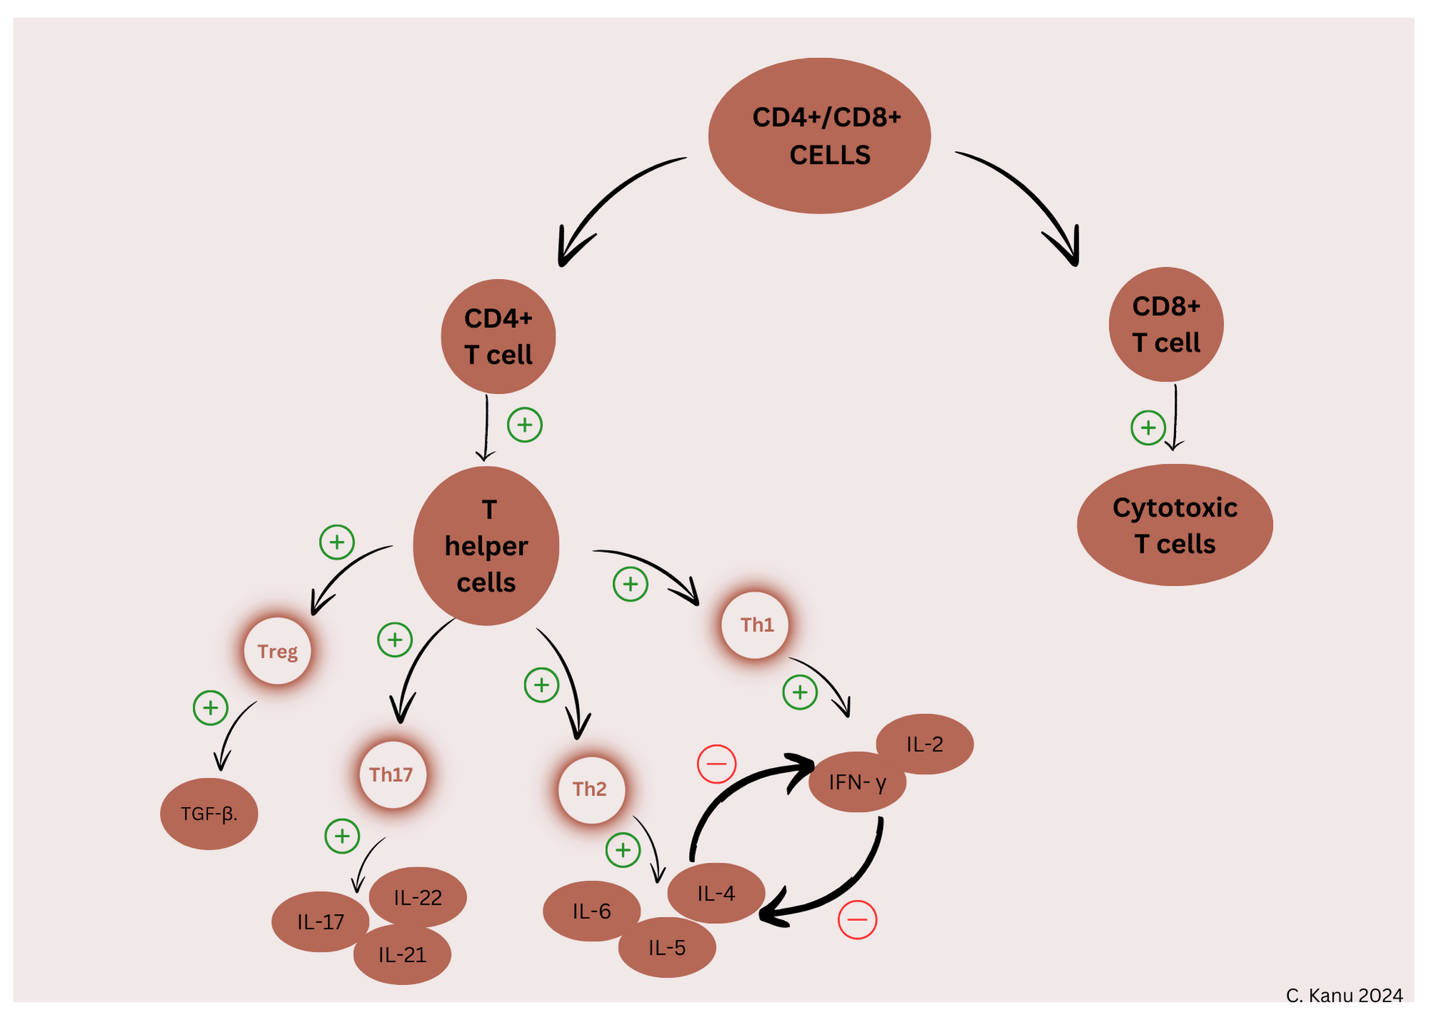 CD4+/CD8+
CELLS
CD4+
T cell
CD8+
T cell
T
helper
cells
Cytotoxic
T cells
Treg
Th1
Th17
Th2
IL-2
IFN- γ
TGF-β.
IL-22
IL-17
IL-21
IL-4
IL-6
IL-5
C. Kanu 2024